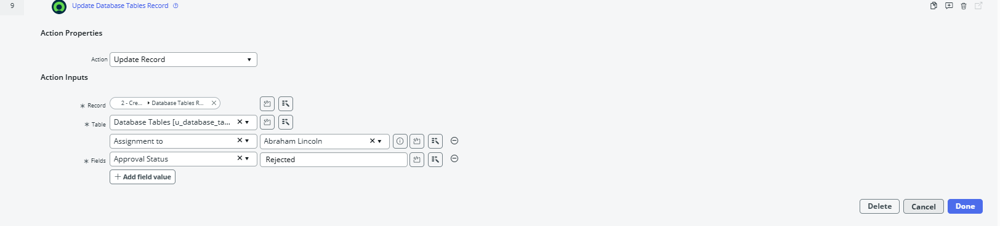 9 Update Database Tables Record
Action Properties
Action Update Record
Action Inputs
* Record 2 - Cre... Database Tables R...
* Table Database Tables [u_database_ta...
Assignment to Abraham Lincoln
* Fields Approval Status Rejected
+ Add field value
Delete Cancel Done